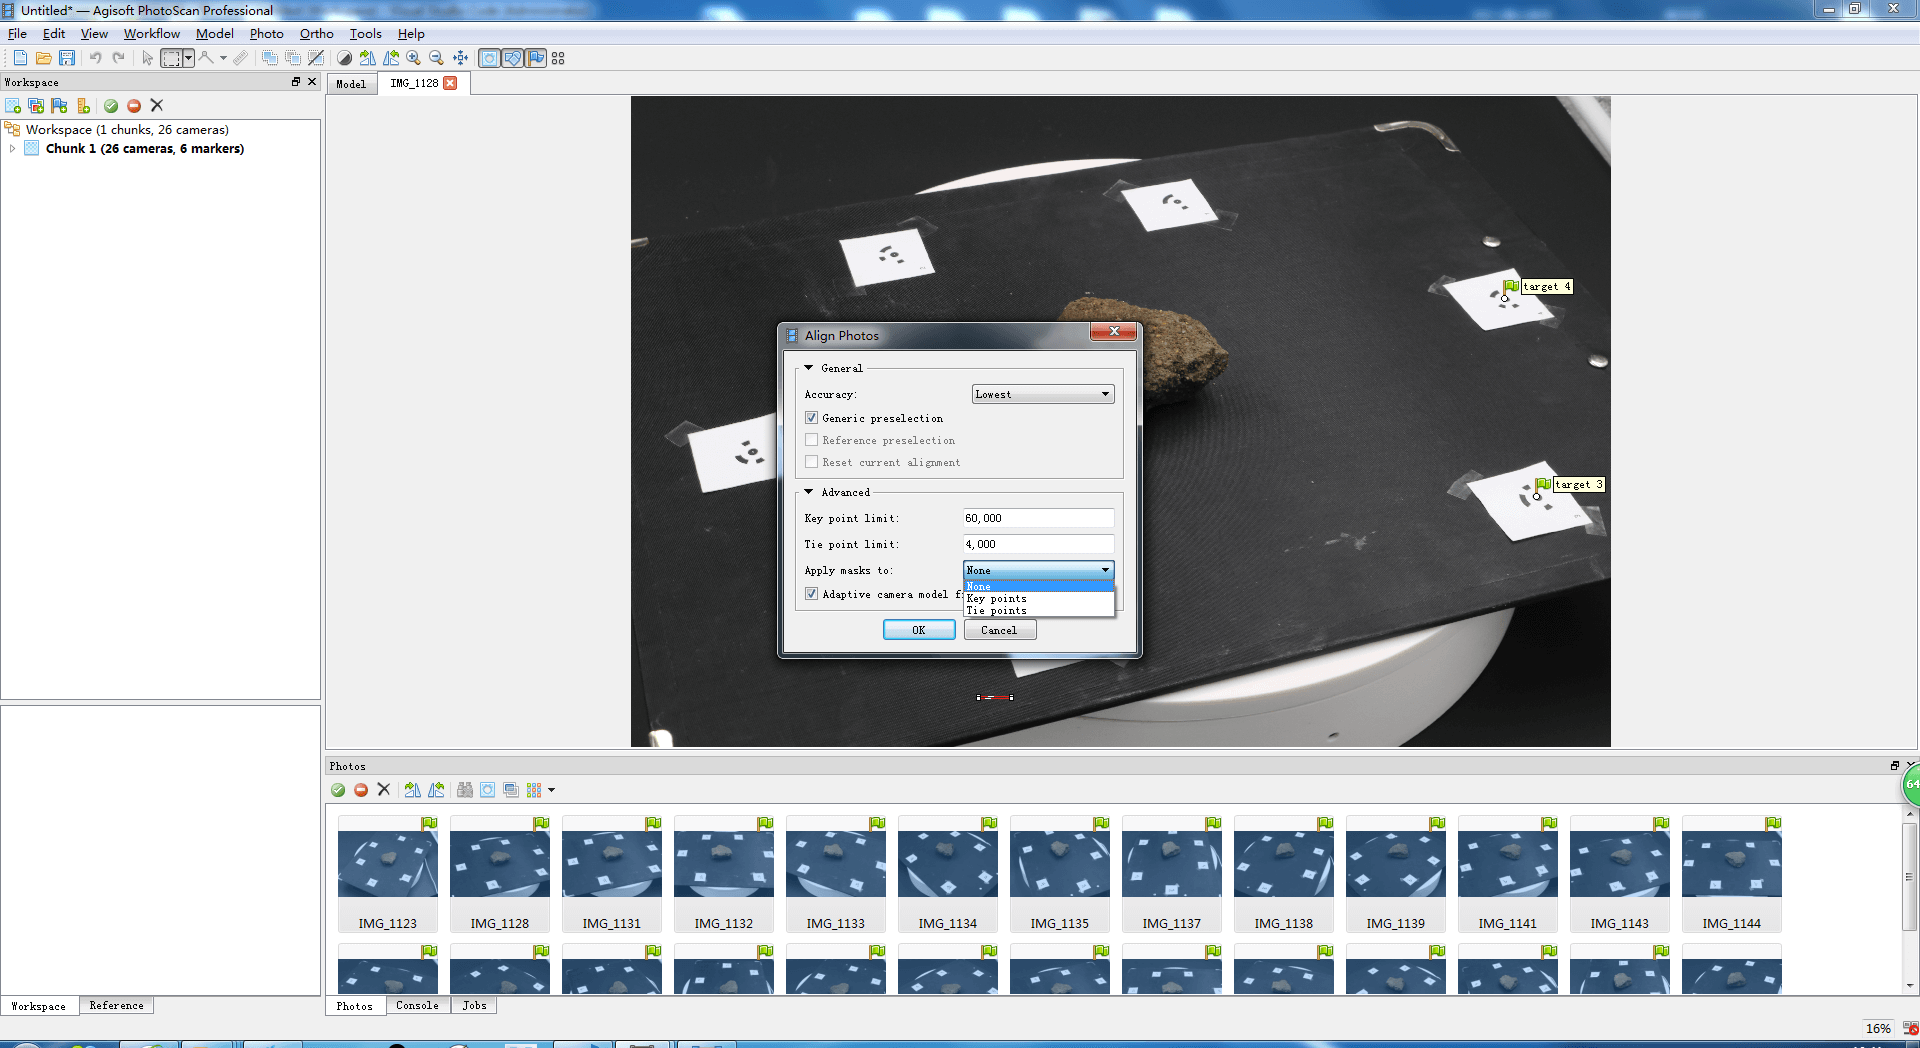 Untitled* — Agisoft PhotoScan Professional
File Edit View Workflow Model Photo Ortho Tools Help
Workspace
Model IMG_1128
Workspace (1 chunks, 26 cameras)
Chunk 1 (26 cameras, 6 markers)
target 4
target 3
Align Photos
General
Accuracy: Lowest
Generic preselection
Reference preselection
Reset current alignment
Advanced
Key point limit: 60,000
Tie point limit: 4,000
Apply masks to: None
None
Key points
Tie points
Adaptive camera model
OK Cancel
Photos
64
IMG_1123 IMG_1128 IMG_1131 IMG_1132 IMG_1133 IMG_1134 IMG_1135 IMG_1137 IMG_1138 IMG_1139 IMG_1141 IMG_1143 IMG_1144
Workspace Reference
Photos Console Jobs
16%